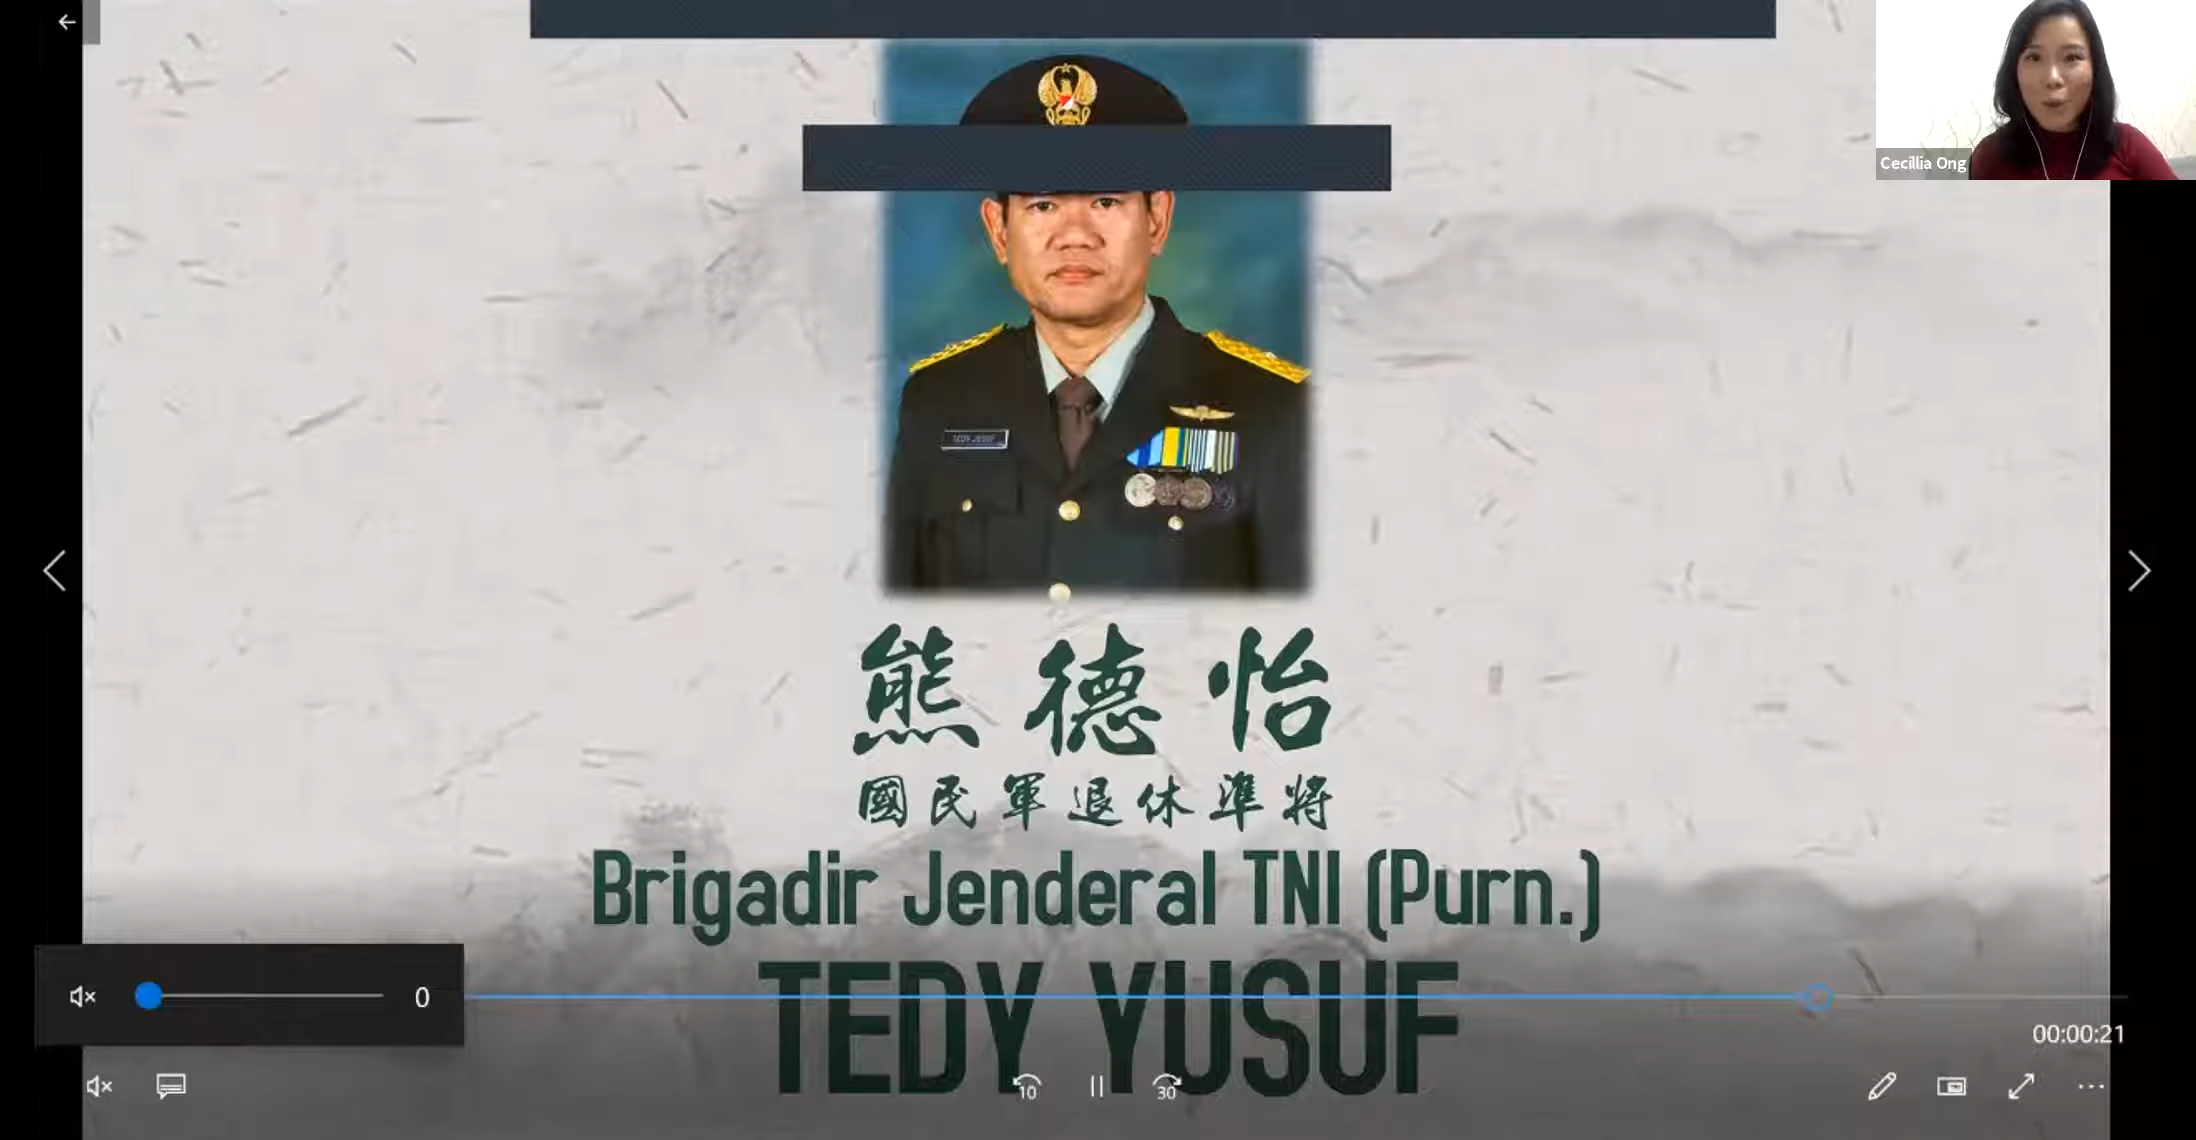 Cecillia Ong
熊德怡
國民軍退休準將
Brigadir Jenderal TNI (Purn.)
TEDY YUSUF
0
00:00:21
10
30